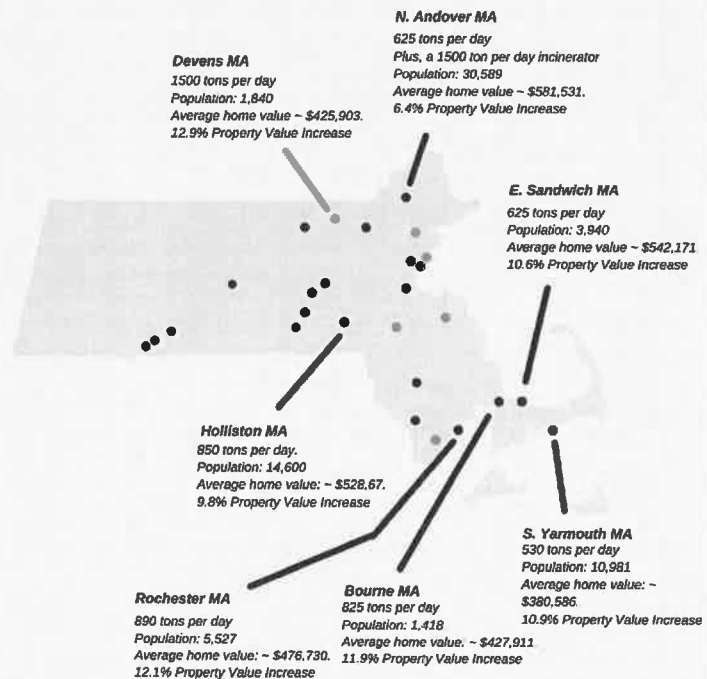 N. Andover MA
625 tons per day
Plus, a 1500 ton per day incinerator
Population: 30,589
Average home value ~ $581,531.
6.4% Property Value Increase
Devens MA
1500 tons per day
Population: 1,840
Average home value ~ $425,903.
12.9% Property Value Increase
E. Sandwich MA
625 tons per day
Population: 3,940
Average home value ~ $542,171
10.6% Property Value Increase
Holliston MA
850 tons per day.
Population: 14,600
Average home value: ~ $528,67.
9.8% Property Value Increase
S. Yarmouth MA
530 tons per day
Population: 10,981
Average home value: ~
$380,586.
10.9% Property Value Increase
Rochester MA
890 tons per day
Population: 5,527
Average home value: ~ $476,730.
12.1% Property Value Increase
Bourne MA
825 tons per day
Population: 1,418
Average home value. ~ $427,911
11.9% Property Value Increase